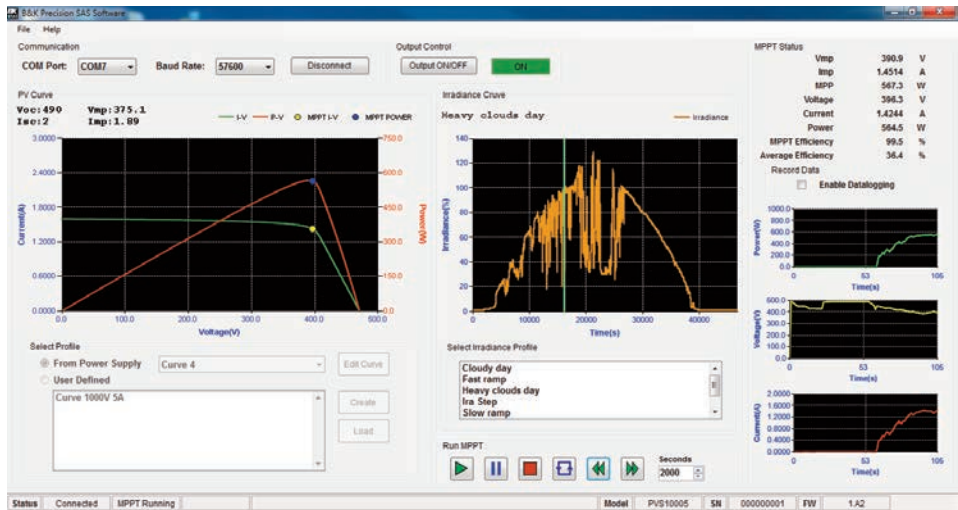 B&K Precision SAS Software
File Help
Communication
COM Port: COM7 Baud Rate: 57600 Disconnect
Output Control
Output ON/OFF ON
PV Curve
Voc:490 Vmp:375.1
Isc:2 Imp:1.89
I-V P-V MPPT I-V MPPT POWER
3.0000
2.4000
1.8000
1.2000
0.6000
0.0000
Current(A)
750.0
600.0
450.0
300.0
150.0
0.0
Power(W)
0.0 100.0 200.0 300.0 400.0 500.0
Voltage(V)
Select Profile
From Power Supply Curve 4 Edit Curve
User Defined
Curve 1000V 5A
Create
Load
Irradiance Cruve
Heavy clouds day Irradiance
140
120
100
80
60
40
20
0
Irradiance(%)
0 10000 20000 30000 40000
Time(s)
Select Irradiance Profile
Cloudy day
Fast ramp
Heavy clouds day
Ira Step
Slow ramp
Run MPPT
Seconds
2000
MPPT Status
Vmp 390.9 V
Imp 1.4514 A
MPP 567.3 W
Voltage 396.3 V
Current 1.4244 A
Power 564.5 W
MPPT Efficiency 99.5 %
Average Efficiency 36.4 %
Record Data
Enable Datalogging
1000.0
800.0
600.0
400.0
200.0
0.0
Power(W)
0 53 105
Time(s)
600.0
400.0
300.0
200.0
100.0
0.0
Voltage(V)
0 53 105
Time(s)
2.0000
1.6000
1.2000
0.8000
0.4000
0.0000
Current(A)
0 53 105
Time(s)
Status Connected MPPT Running Model PVS10005 SN 000000001 FW 1.A2